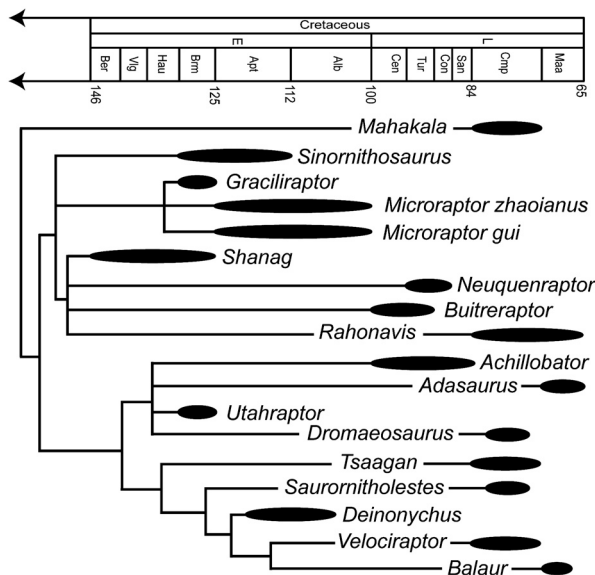 Cretaceous
E L
Ber Vlg Hau Brm Apt Alb Cen Tur Con San Cmp Maa
146 125 112 100 84 65
Mahakala
Sinornithosaurus
Graciliraptor
Microraptor zhaoianus
Microraptor gui
Shanag
Neuquenraptor
Buitreraptor
Rahonavis
Achillobator
Adasaurus
Utahraptor
Dromaeosaurus
Tsaagan
Saurornitholestes
Deinonychus
Velociraptor
Balaur